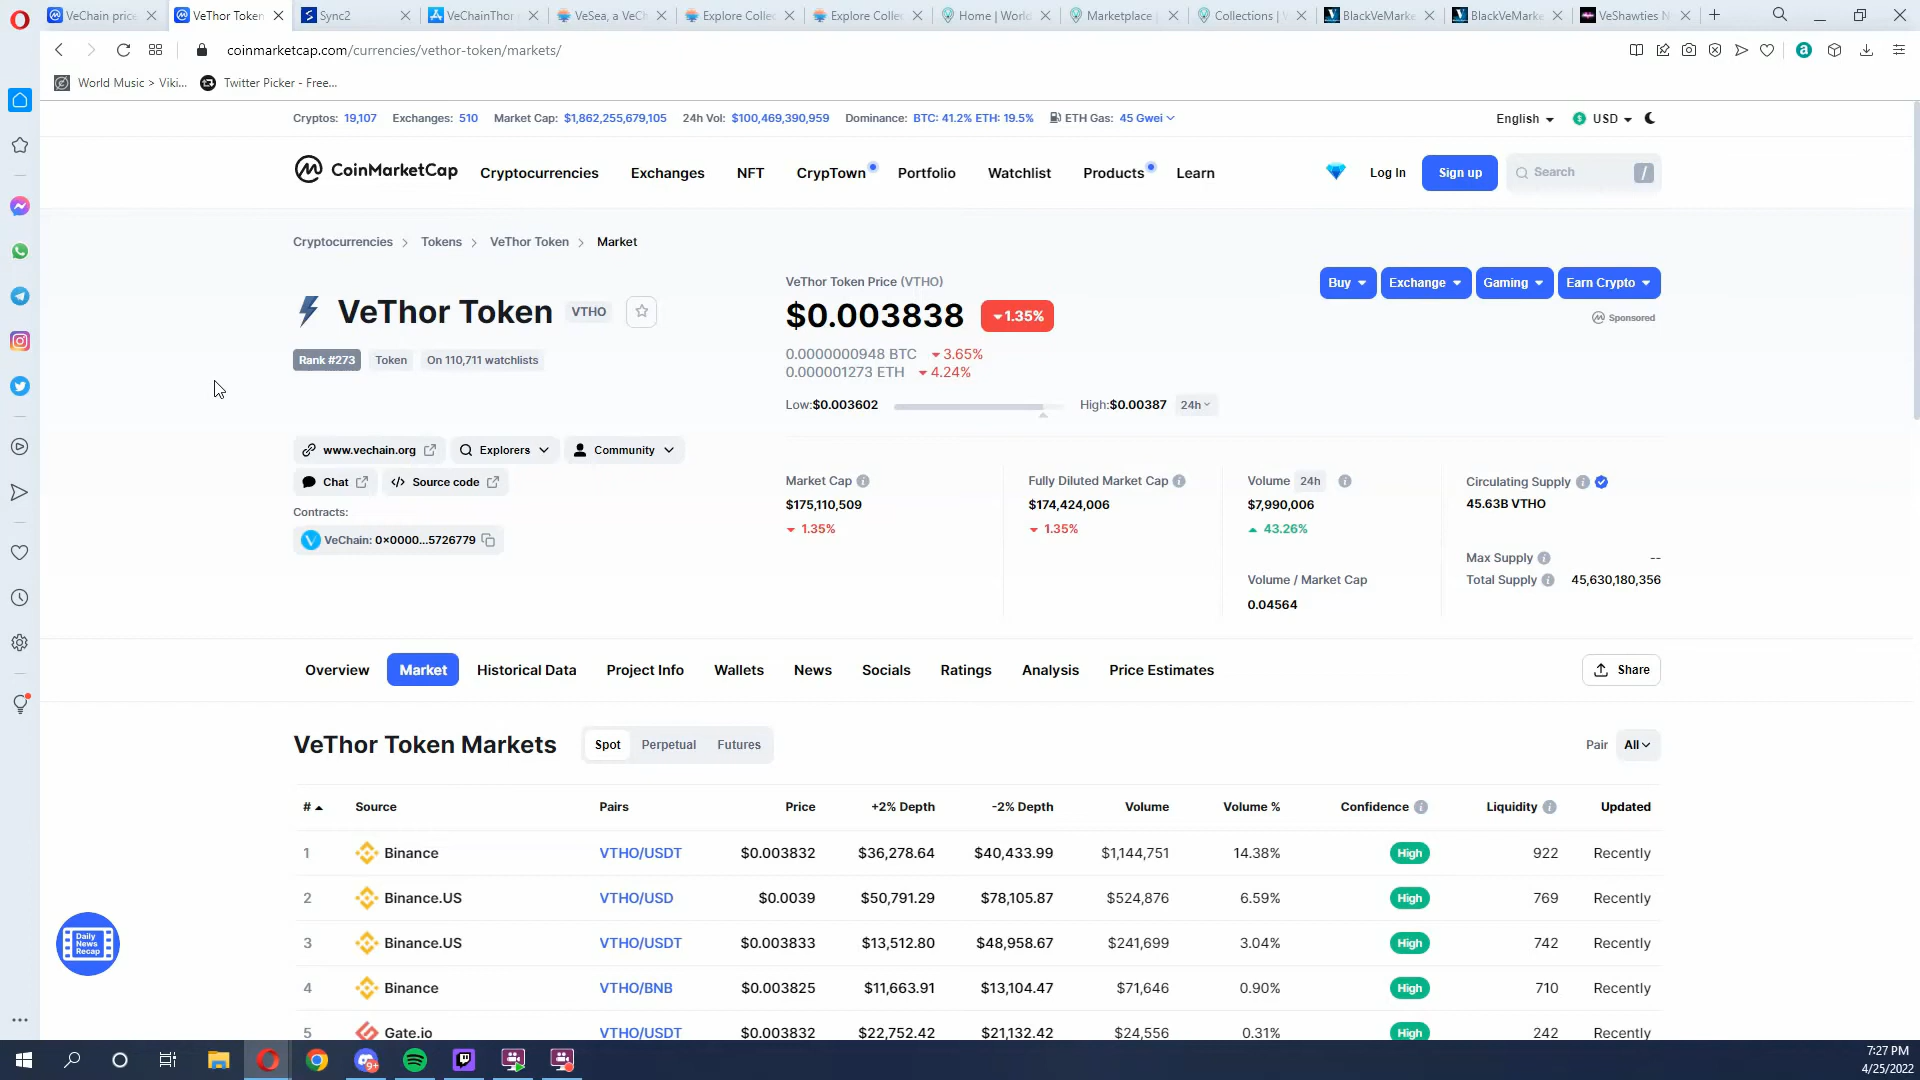 VeChain price
VeThor Token
Sync2
VeChainThor
VeSea, a VeCh
Explore Collec
Explore Collec
Home | World
Marketplace |
Collections | W
BlackVeMarke
BlackVeMarke
VeShawties N
coinmarketcap.com/currencies/vethor-token/markets/
World Music > Viki...
Twitter Picker - Free...
Cryptos: 19,107 Exchanges: 510 Market Cap: $1,862,255,679,105 24h Vol: $100,469,390,959 Dominance: BTC: 41.2% ETH: 19.5% ETH Gas: 45 Gwei
English USD
CoinMarketCap Cryptocurrencies Exchanges NFT CrypTown Portfolio Watchlist Products Learn Log In Sign up Search /
Cryptocurrencies > Tokens > VeThor Token > Market
VeThor Token VTHO
Rank #273 Token On 110,711 watchlists
VeThor Token Price (VTHO)
$0.003838 1.35%
0.0000000948 BTC 3.65%
0.000001273 ETH 4.24%
Low:$0.003602 High:$0.00387 24h
Buy Exchange Gaming Earn Crypto
Sponsored
www.vechain.org Explorers Community
Chat Source code
Contracts:
VeChain: 0x0000...5726779
Market Cap
$175,110,509
1.35%
Fully Diluted Market Cap
$174,424,006
1.35%
Volume 24h
$7,990,006
43.26%
Volume / Market Cap
0.04564
Circulating Supply
45.63B VTHO
Max Supply --
Total Supply 45,630,180,356
Overview Market Historical Data Project Info Wallets News Socials Ratings Analysis Price Estimates Share
VeThor Token Markets Spot Perpetual Futures Pair All
# Source Pairs Price +2% Depth -2% Depth Volume Volume % Confidence Liquidity Updated
1 Binance VTHO/USDT $0.003832 $36,278.64 $40,433.99 $1,144,751 14.38% High 922 Recently
2 Binance.US VTHO/USD $0.0039 $50,791.29 $78,105.87 $524,876 6.59% High 769 Recently
3 Binance.US VTHO/USDT $0.003833 $13,512.80 $48,958.67 $241,699 3.04% High 742 Recently
4 Binance VTHO/BNB $0.003825 $11,663.91 $13,104.47 $71,646 0.90% High 710 Recently
5 Gate.io VTHO/USDT $0.003832 $22,752.42 $21,132.42 $24,556 0.31% High 242 Recently
Daily
News
Recap
9+
7:27 PM
4/25/2022